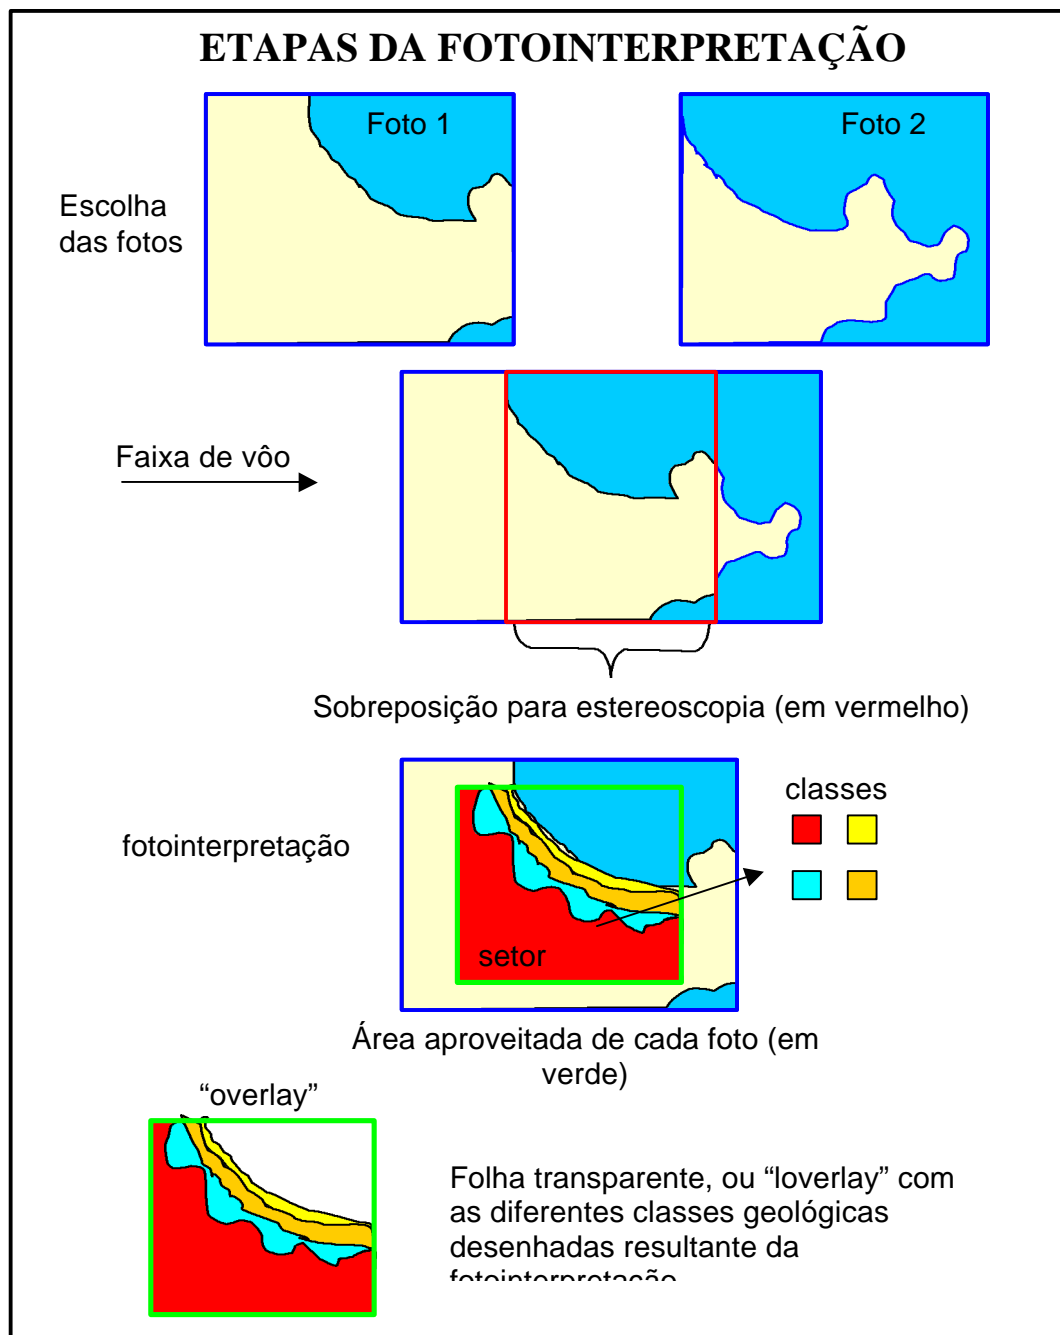 ETAPAS DA FOTOINTERPRETAÇÃO
Foto 1
Foto 2
Escolha
das fotos
Faixa de vôo
Sobreposição para estereoscopia (em vermelho)
classes
fotointerpretação
setor
Área aproveitada de cada foto (em
verde)
“overlay”
Folha transparente, ou “loverlay” com
as diferentes classes geológicas
desenhadas resultante da
fotointerpretação